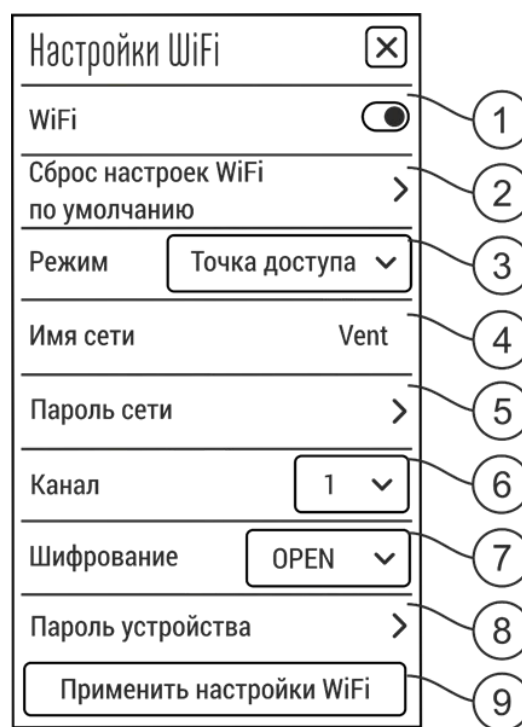 Настройки WiFi
WiFi
1
Сброс настроек WiFi
по умолчанию
2
Режим Точка доступа
3
Имя сети Vent
4
Пароль сети
5
Канал 1
6
Шифрование OPEN
7
Пароль устройства
8
Применить настройки WiFi
9